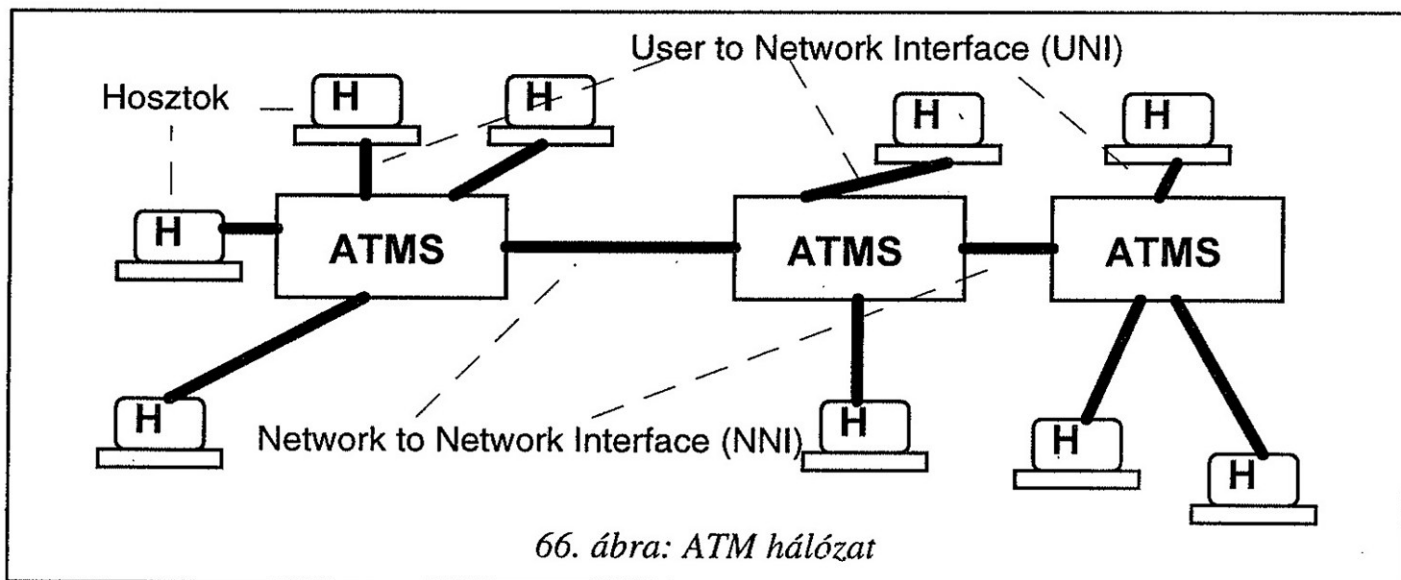 User to Network Interface (UNI)
Hosztok
H
H
H
H
H
ATMS
ATMS
ATMS
H
H
Network to Network Interface (NNI)
H
H
H
66. ábra: ATM hálózat